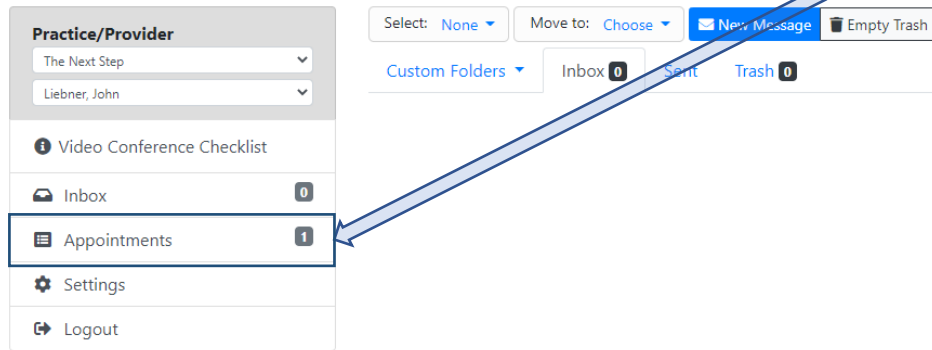 Practice/Provider
The Next Step
Liebner, John
Video Conference Checklist
Inbox 0
Appointments 1
Settings
Logout
Select: None Move to: Choose New Message Empty Trash
Custom Folders Inbox 0 Sent Trash 0